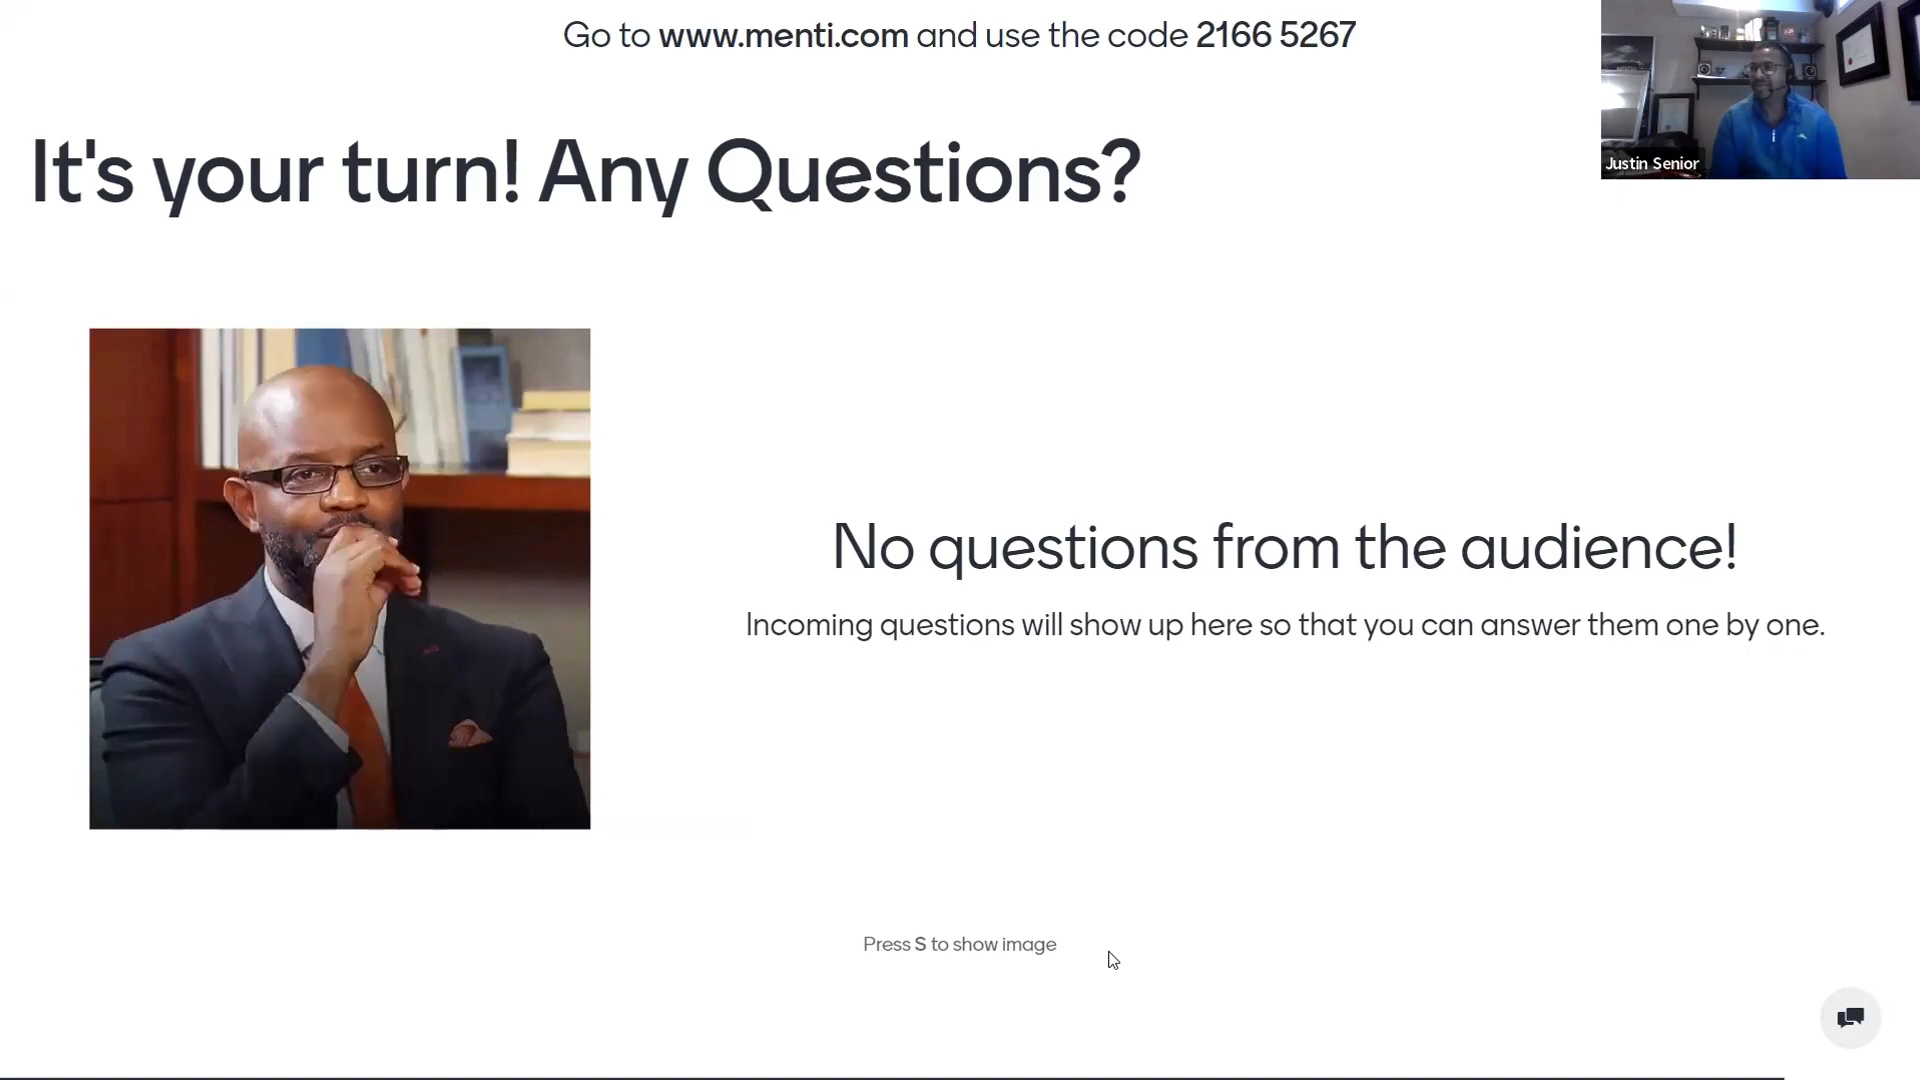 Go to www.menti.com and use the code 2166 5267
It's your turn! Any Questions?
Justin Senior
No questions from the audience!
Incoming questions will show up here so that you can answer them one by one.
Press S to show image